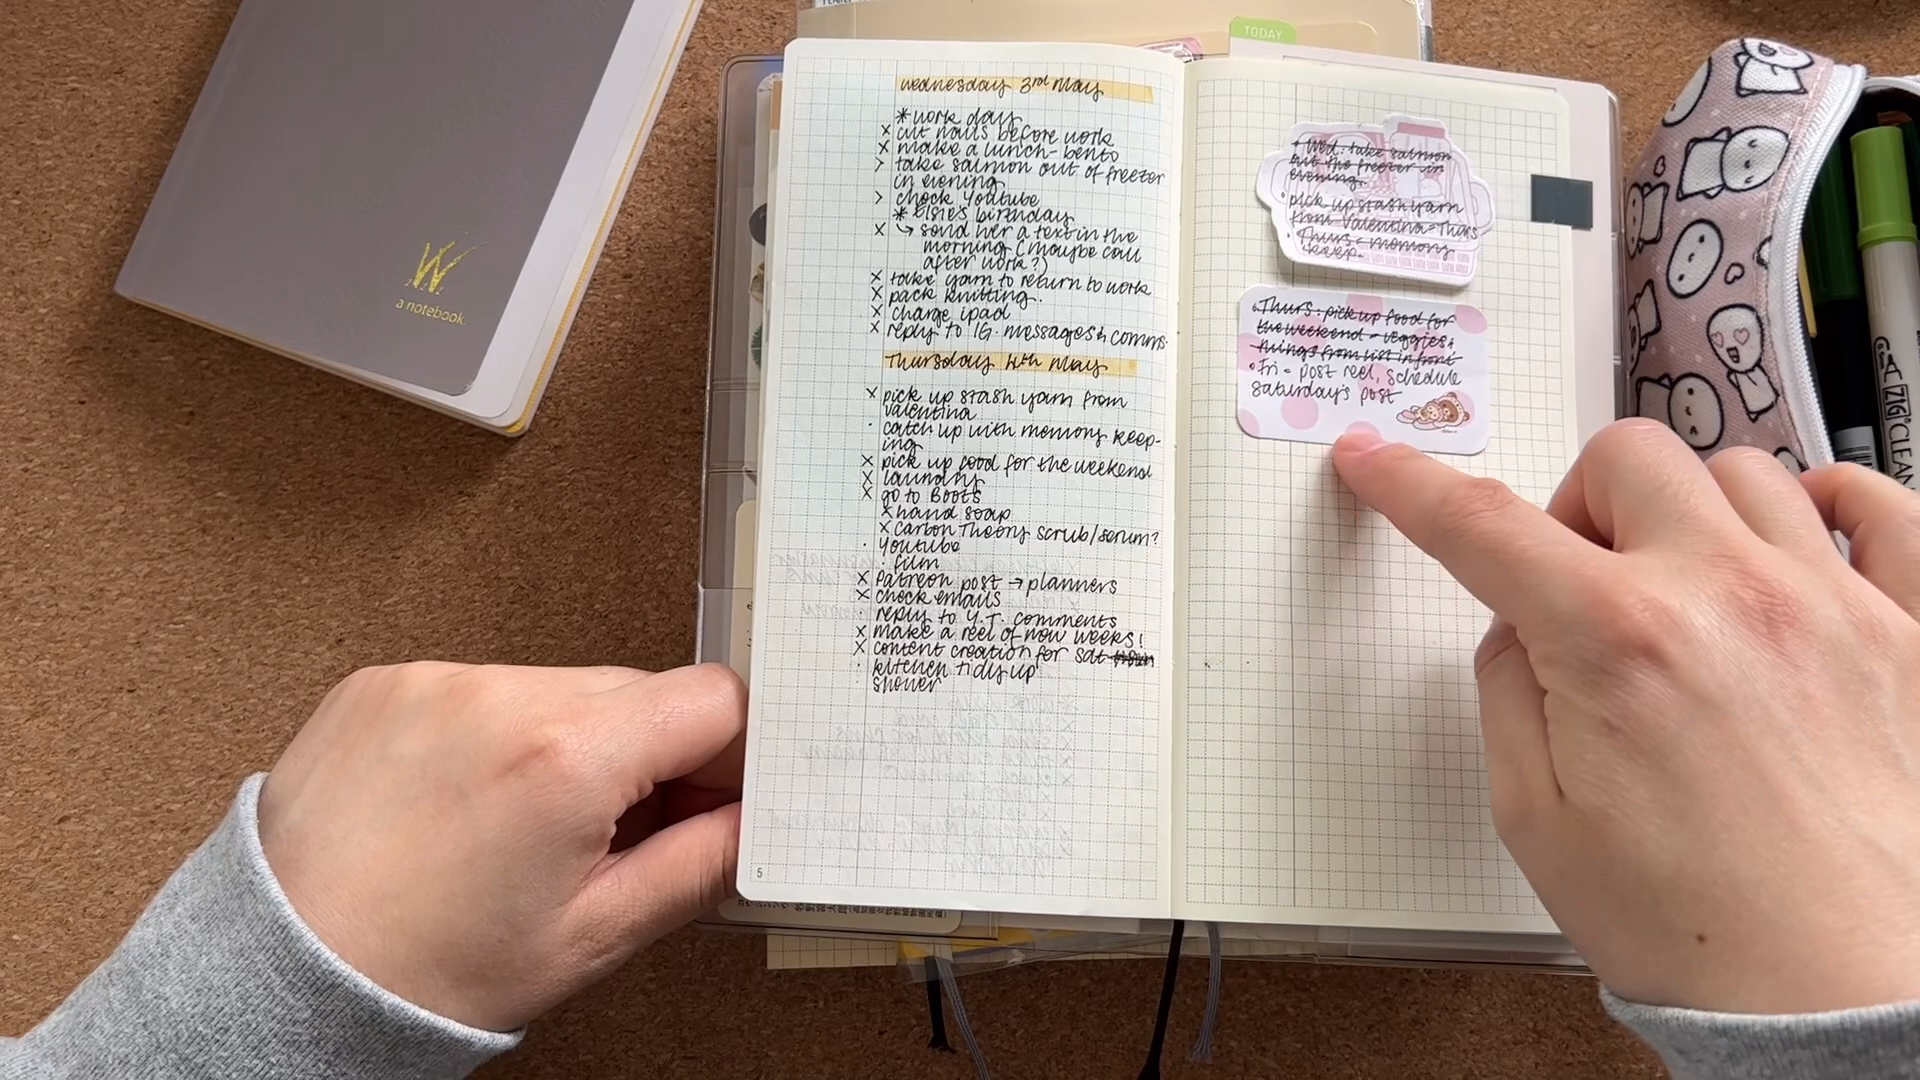 W
a notebook.
TODAY
wednesday 3rd May
* work day
x cut nails before work
x make a lunch - bento
> take salmon out of freezer
in evening
> check Youtube
* Elsie's birthday
x ↳ send her a text in the
morning (maybe call
after work?)
x take yarn to return to work
x pack knitting.
x charge ipad
x reply to IG. messages & comms.
Thursday 4th May
x pick up stash yarn from
Valentina
· catch up with memory keep-
ing
x pick up food for the weekend
x laundry
x go to Boots
x hand soap
x Carbon Theory scrub/serum?
· Youtube
· film
x Patreon post → planners
x check emails
reply to Y.T. comments
x make a reel of now weeks!
x content creation for sat
· kitchen tidy up
· shower
5
• Wed. take salmon
out the freezer in
evening.
• pick up stash yarn
from Valentina - Thurs
• Thurs - memory
keep.
• Thurs. pick up food for
the weekend - veggies &
things from list in font
• Fri - post reel, schedule
saturday's post
ZIG CLEAN